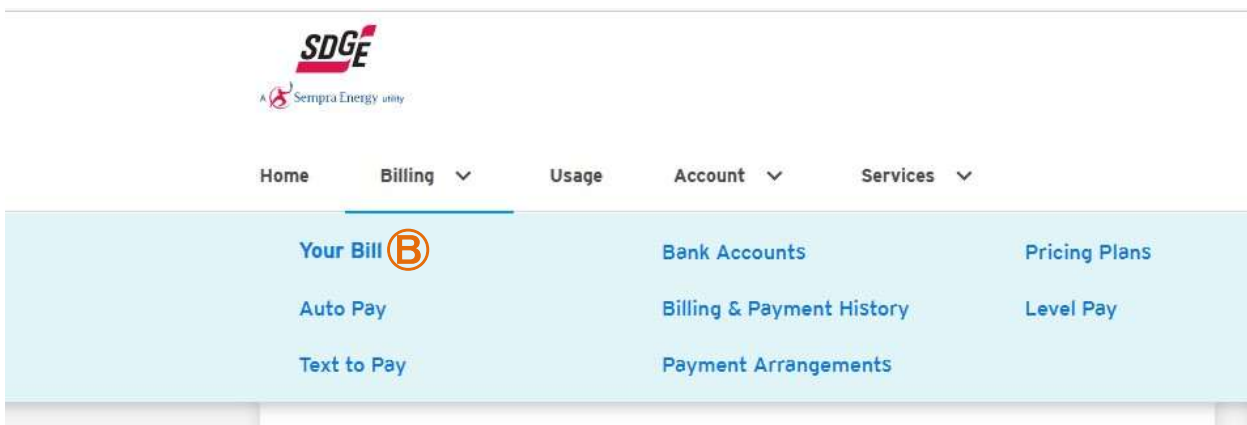 SDGE
A Sempra Energy utility
Home Billing Usage Account Services
Your Bill B Bank Accounts Pricing Plans
Auto Pay Billing & Payment History Level Pay
Text to Pay Payment Arrangements